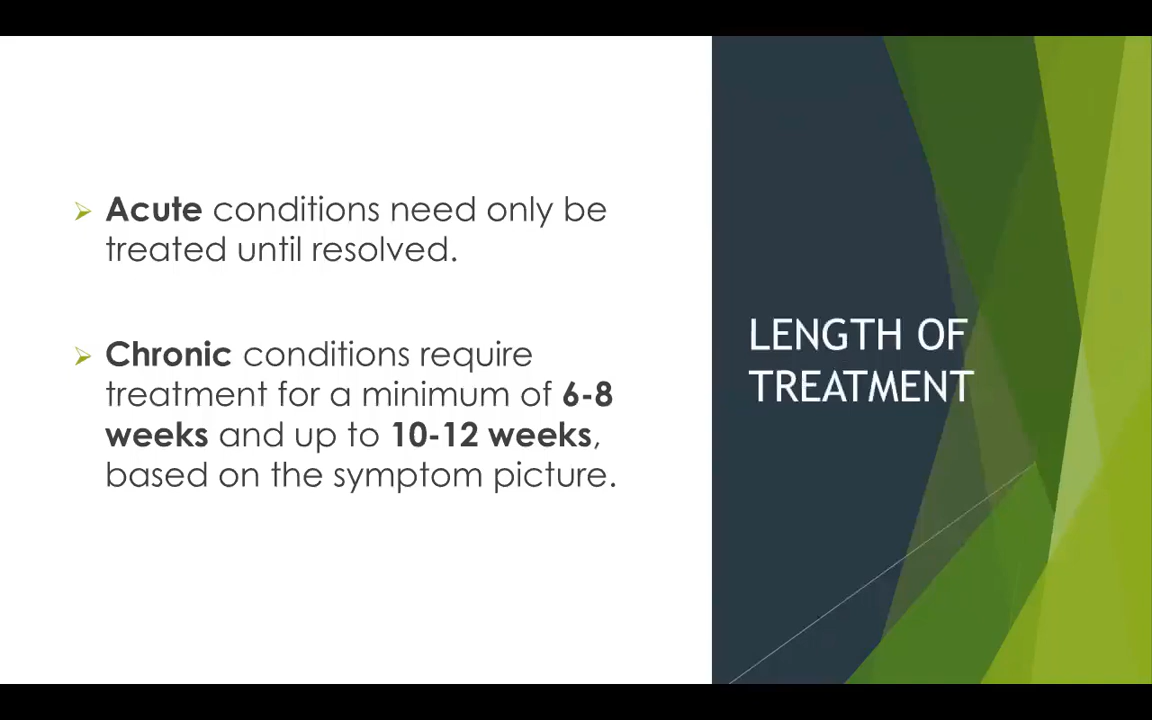 Acute conditions need only be
treated until resolved.
Chronic conditions require
treatment for a minimum of 6-8
weeks and up to 10-12 weeks,
based on the symptom picture.
LENGTH OF
TREATMENT